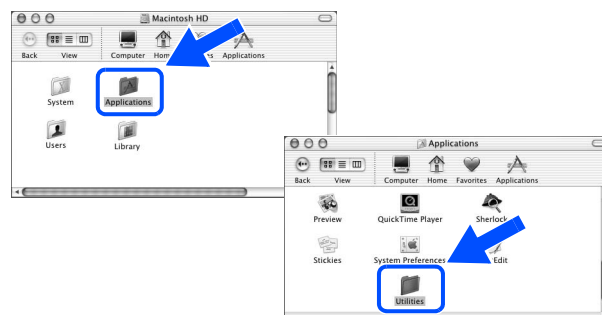 Macintosh HD
Back View Computer Applications
System Applications
Users Library
Applications
Back View Computer Home Favorites Applications
Preview QuickTime Player Sherlock
Stickies System Preferences Edit
Utilities